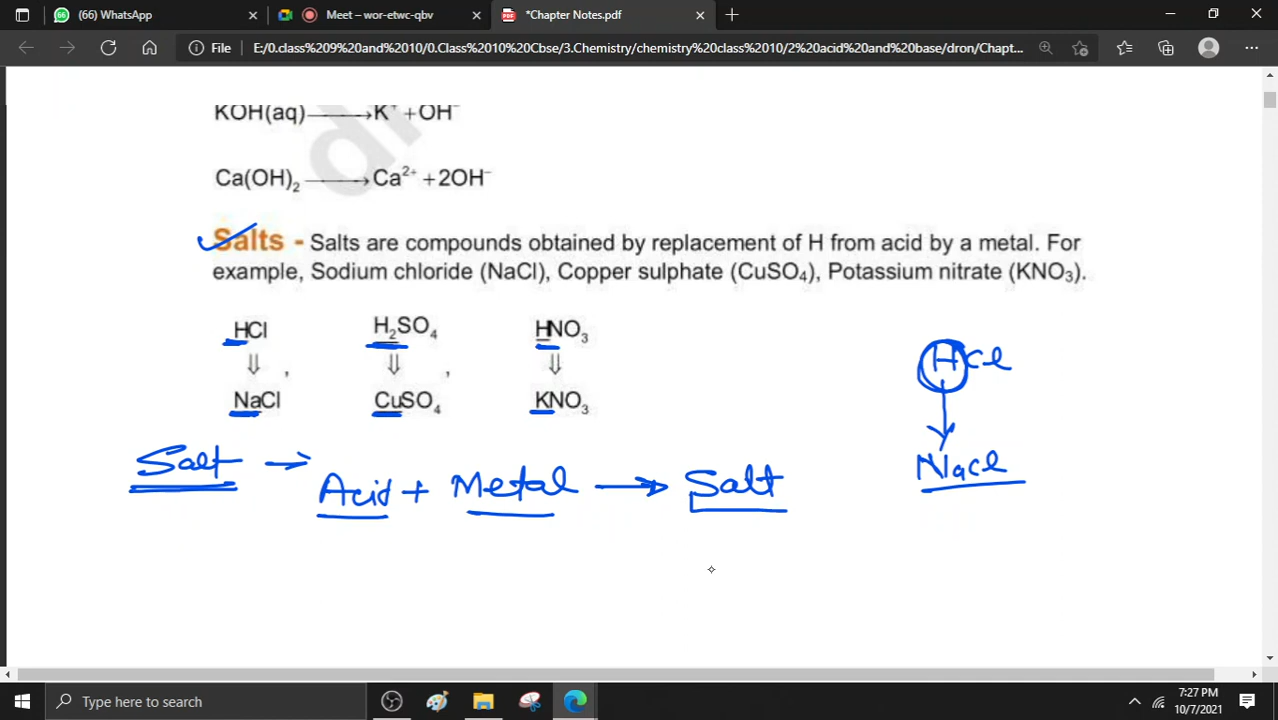 (66) WhatsApp
Meet – wor-etwc-qbv
*Chapter Notes.pdf
File
E:/0.class%209%20and%2010/0.Class%2010%20Cbse/3.Chemistry/chemistry%20class%2010/2%20acid%20and%20base/dron/Chapt...
KOH(aq)⟶K⁺ +OH⁻
Ca(OH)₂⟶Ca²⁺ +2OH⁻
Salts - Salts are compounds obtained by replacement of H from acid by a metal. For
example, Sodium chloride (NaCl), Copper sulphate (CuSO₄), Potassium nitrate (KNO₃).
HCl H₂SO₄ HNO₃
⇓ , ⇓ , ⇓
NaCl CuSO₄ KNO₃
HCl
↓
NaCl
Salt → Acid + Metal → Salt
Type here to search
7:27 PM
10/7/2021